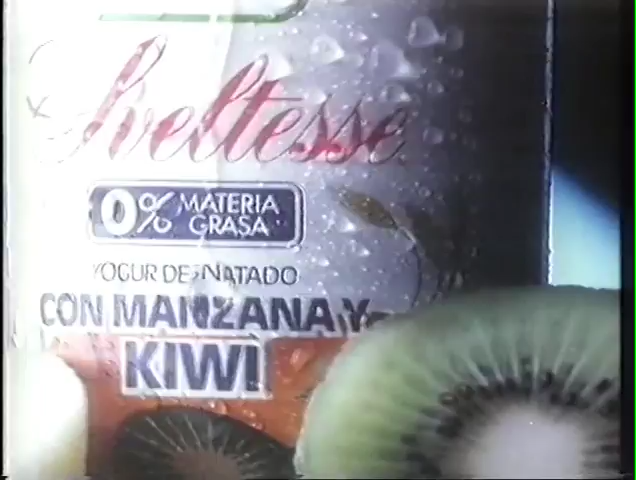 Sveltesse
0% MATERIA
GRASA
YOGUR DESNATADO
CON MANZANA Y
KIWI